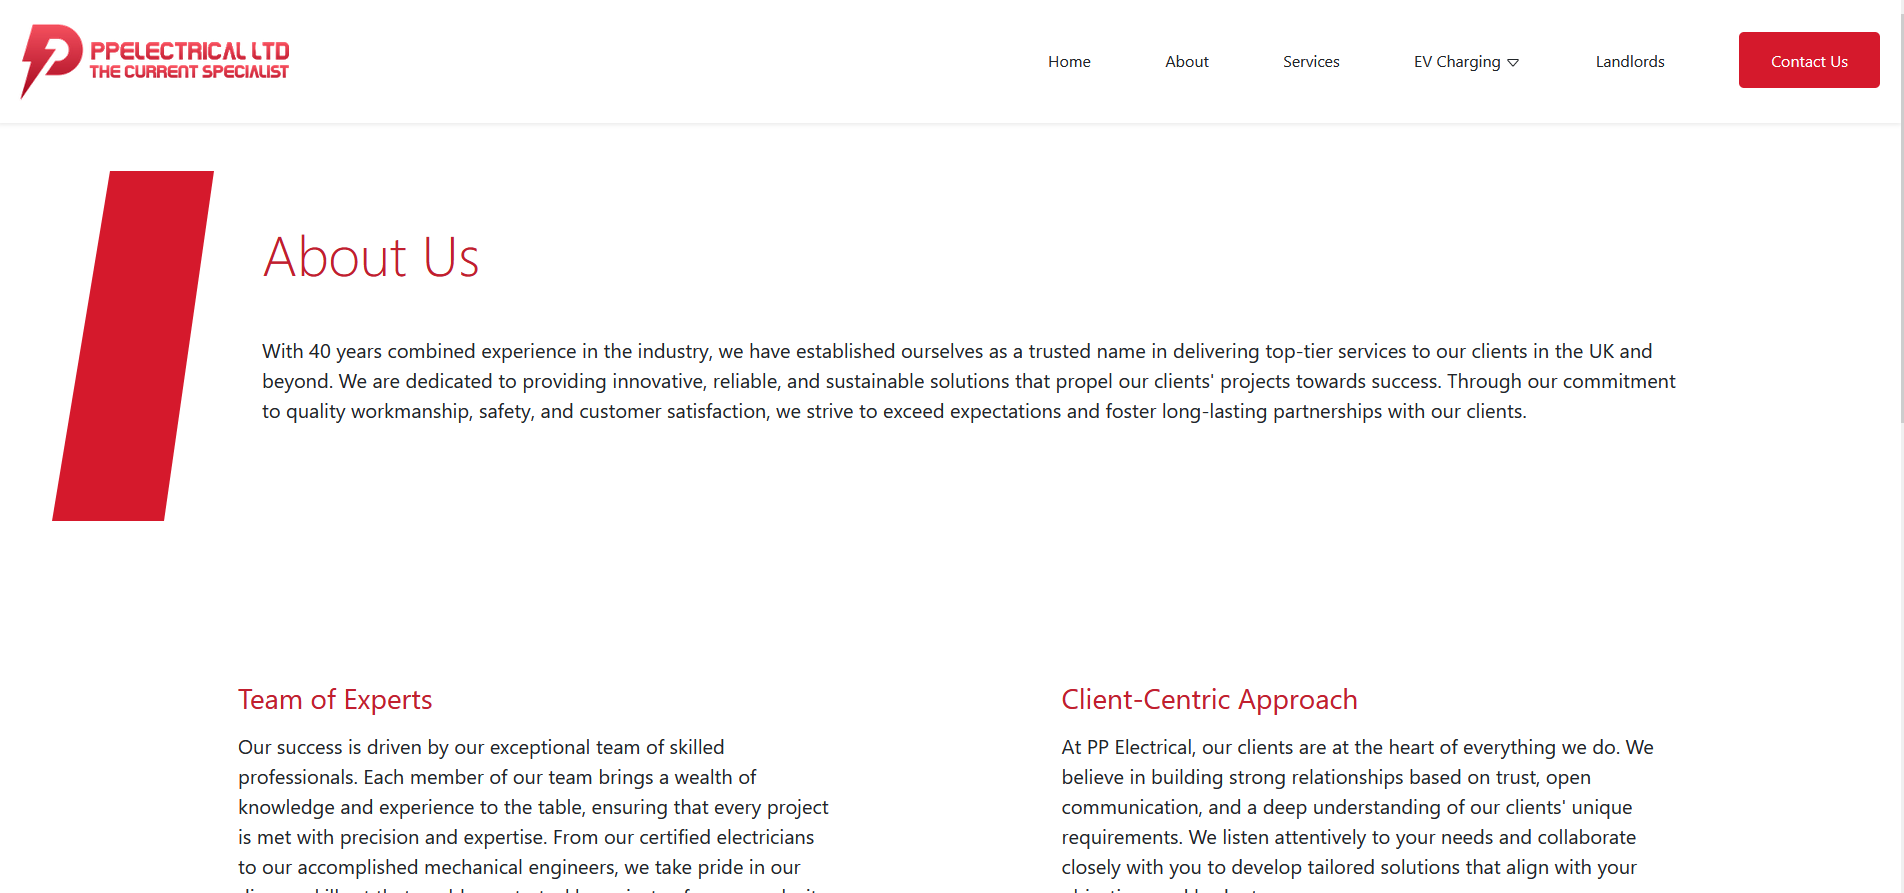 PPELECTRICAL LTD
THE CURRENT SPECIALIST
Home About Services EV Charging Landlords Contact Us
About Us
With 40 years combined experience in the industry, we have established ourselves as a trusted name in delivering top-tier services to our clients in the UK and
beyond. We are dedicated to providing innovative, reliable, and sustainable solutions that propel our clients' projects towards success. Through our commitment
to quality workmanship, safety, and customer satisfaction, we strive to exceed expectations and foster long-lasting partnerships with our clients.
Team of Experts
Our success is driven by our exceptional team of skilled
professionals. Each member of our team brings a wealth of
knowledge and experience to the table, ensuring that every project
is met with precision and expertise. From our certified electricians
to our accomplished mechanical engineers, we take pride in our
Client-Centric Approach
At PP Electrical, our clients are at the heart of everything we do. We
believe in building strong relationships based on trust, open
communication, and a deep understanding of our clients' unique
requirements. We listen attentively to your needs and collaborate
closely with you to develop tailored solutions that align with your